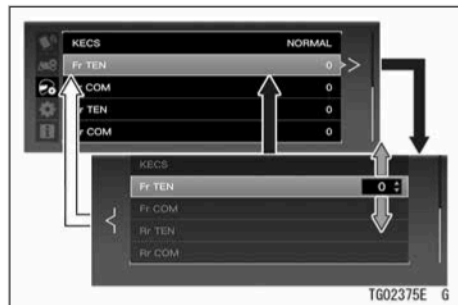 KECS NORMAL
Fr TEN 0
COM 0
r TEN 0
r COM 0
KECS
Fr TEN 0
Fr COM
Rr TEN
Rr COM
TG02375E G